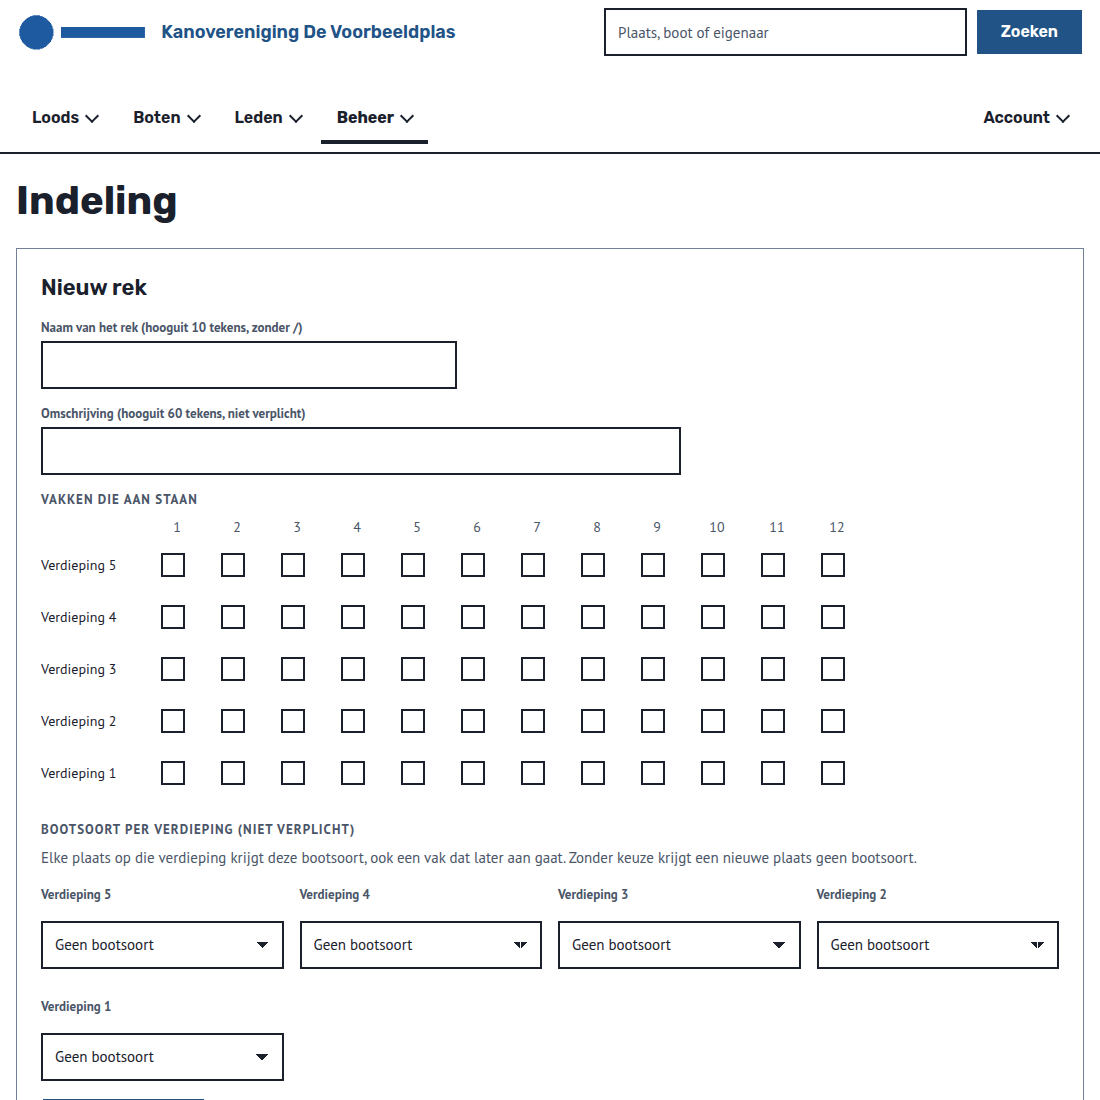 Kanovereniging De Voorbeeldplas
Plaats, boot of eigenaar
Zoeken
Loods
Boten
Leden
Beheer
Account
Indeling
Nieuw rek
Naam van het rek (hooguit 10 tekens, zonder /)
Omschrijving (hooguit 60 tekens, niet verplicht)
VAKKEN DIE AAN STAAN
1 2 3 4 5 6 7 8 9 10 11 12
Verdieping 5
Verdieping 4
Verdieping 3
Verdieping 2
Verdieping 1
BOOTSOORT PER VERDIEPING (NIET VERPLICHT)
Elke plaats op die verdieping krijgt deze bootsoort, ook een vak dat later aan gaat. Zonder keuze krijgt een nieuwe plaats geen bootsoort.
Verdieping 5 Verdieping 4 Verdieping 3 Verdieping 2
Geen bootsoort Geen bootsoort Geen bootsoort Geen bootsoort
Verdieping 1
Geen bootsoort